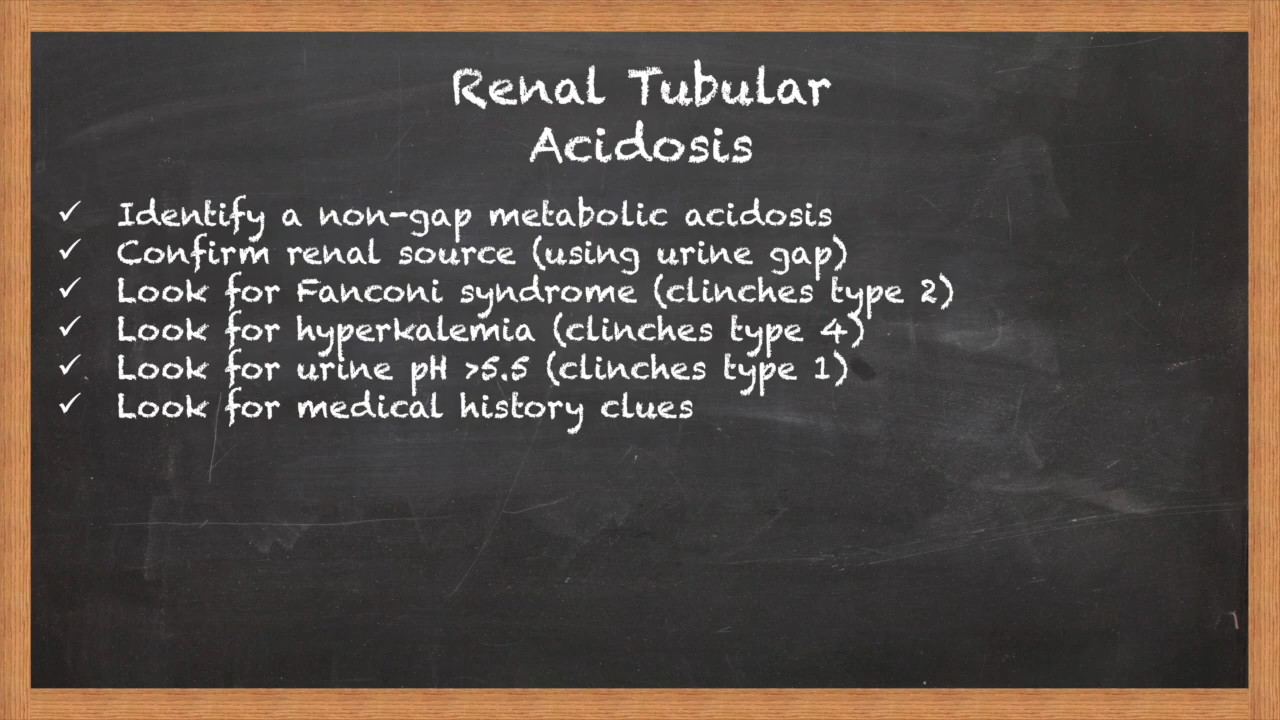 Renal Tubular
Acidosis
✓ Identify a non-gap metabolic acidosis
✓ Confirm renal source (using urine gap)
✓ Look for Fanconi syndrome (clinches type 2)
✓ Look for hyperkalemia (clinches type 4)
✓ Look for urine pH >5.5 (clinches type 1)
✓ Look for medical history clues